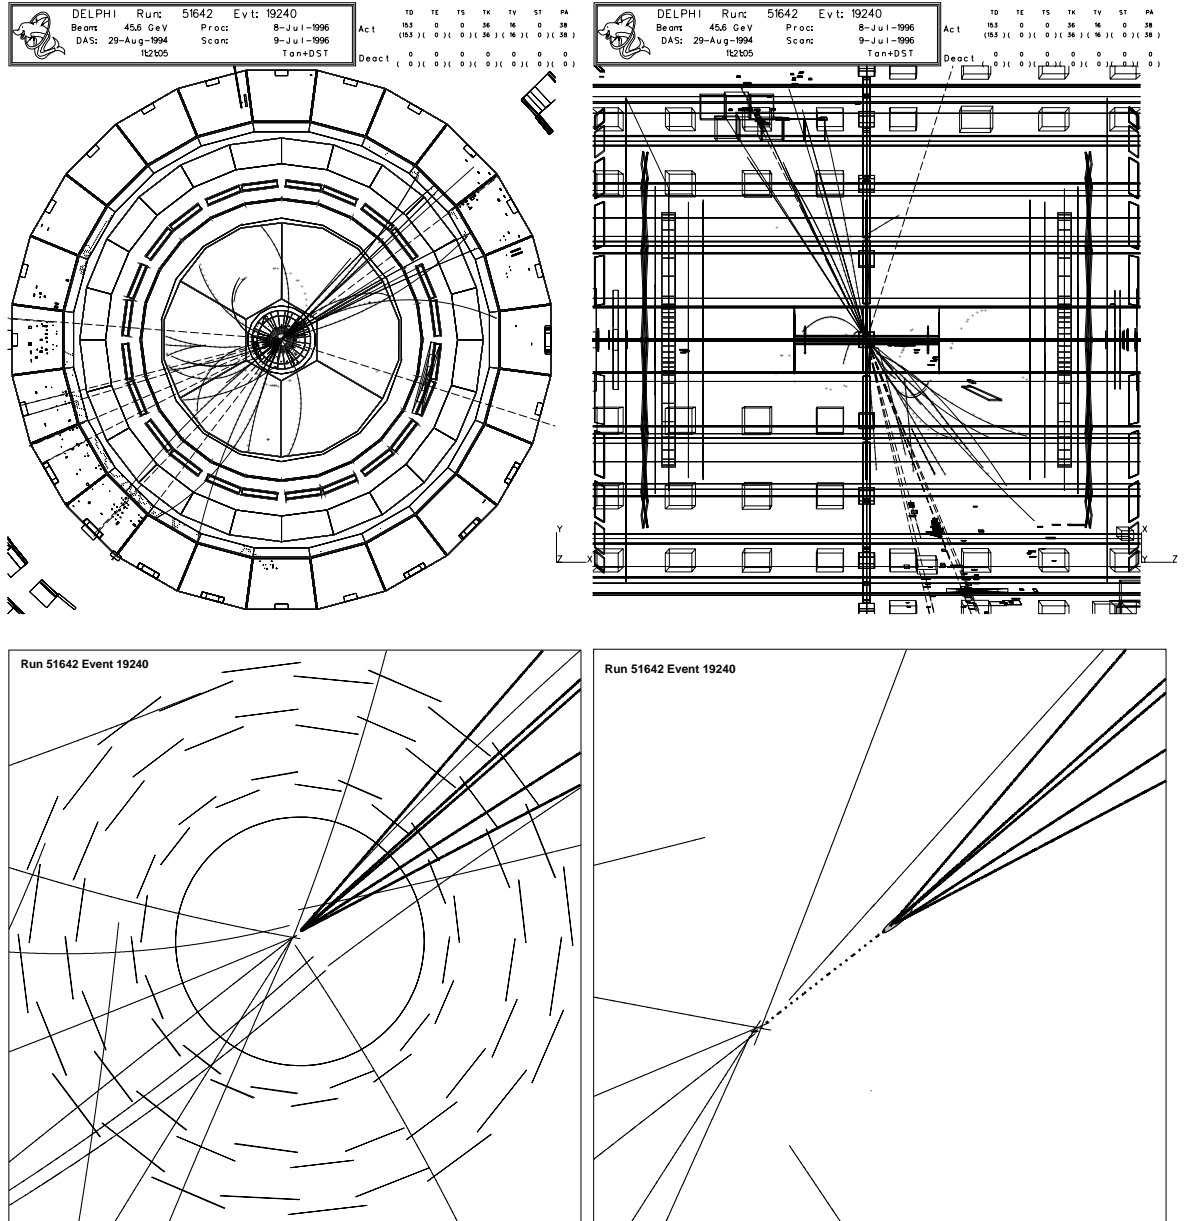 DELPHI Run: 51642 Evt: 19240
Beam: 45.6 GeV Proc: 8-Jul-1996
DAS: 29-Aug-1994 Scan: 9-Jul-1996
Tan+DST
TD TE TS TK TV ST PA
Act 153 0 0 36 16 0 38
(153) ( 0) ( 0) ( 36) ( 16) ( 0) ( 38)
Deact 0 0 0 0 0 0 0
( 0) ( 0) ( 0) ( 0) ( 0) ( 0) ( 0)
DELPHI Run: 51642 Evt: 19240
Beam: 45.6 GeV Proc: 8-Jul-1996
DAS: 29-Aug-1994 Scan: 9-Jul-1996
Tan+DST
TD TE TS TK TV ST PA
Act 153 0 0 36 16 0 38
(153) ( 0) ( 0) ( 36) ( 16) ( 0) ( 38)
Deact 0 0 0 0 0 0 0
( 0) ( 0) ( 0) ( 0) ( 0) ( 0) ( 0)
Y
Z X
X
Y Z
Run 51642 Event 19240
Run 51642 Event 19240